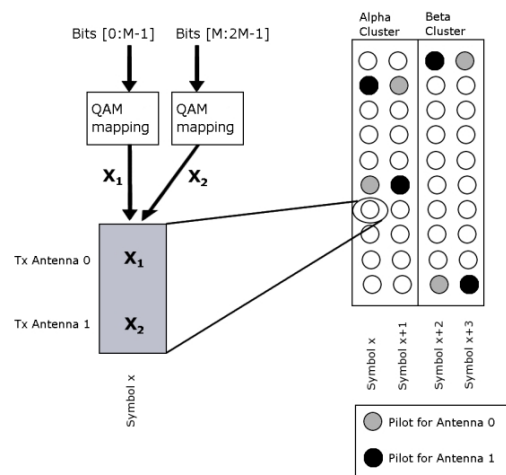 Bits [0:M-1]
Bits [M:2M-1]
QAM
mapping
QAM
mapping
X1
X2
Tx Antenna 0
X1
Tx Antenna 1
X2
Symbol x
Alpha
Cluster
Beta
Cluster
Symbol x
Symbol x+1
Symbol x+2
Symbol x+3
Pilot for Antenna 0
Pilot for Antenna 1